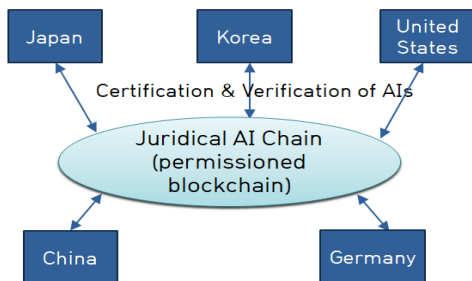 Japan
Korea
United
States
Certification & Verification of AIs
Juridical AI Chain
(permissioned
blockchain)
China
Germany